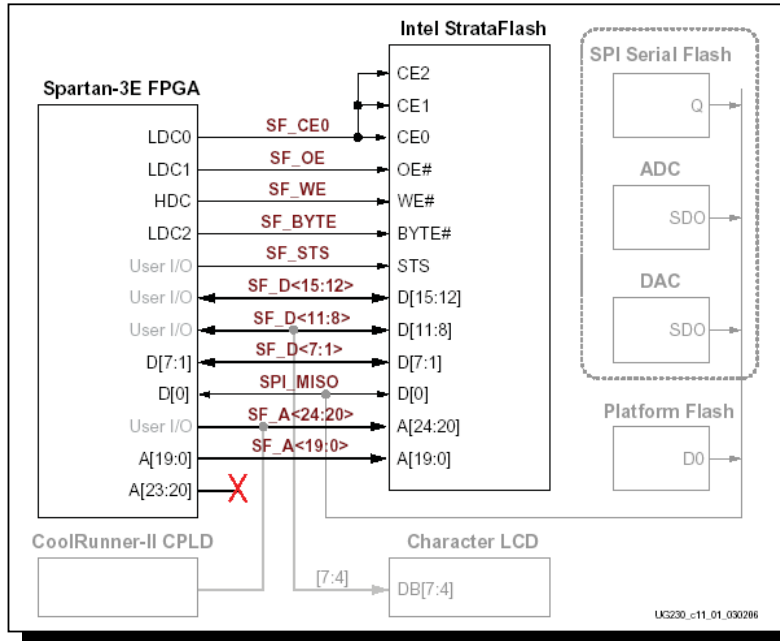 Intel StrataFlash
SPI Serial Flash
Spartan-3E FPGA
CE2
CE1
Q
LDC0
SF_CE0
CE0
LDC1
SF_OE
OE#
ADC
HDC
SF_WE
WE#
SDO
LDC2
SF_BYTE
BYTE#
User I/O
SF_STS
STS
DAC
User I/O
SF_D<15:12>
D[15:12]
User I/O
SF_D<11:8>
D[11:8]
SDO
D[7:1]
SF_D<7:1>
D[7:1]
D[0]
SPI_MISO
D[0]
Platform Flash
User I/O
SF_A<24:20>
A[24:20]
A[19:0]
SF_A<19:0>
A[19:0]
D0
A[23:20]
X
CoolRunner-II CPLD
Character LCD
[7:4]
DB[7:4]
UG230_c11_01_030206